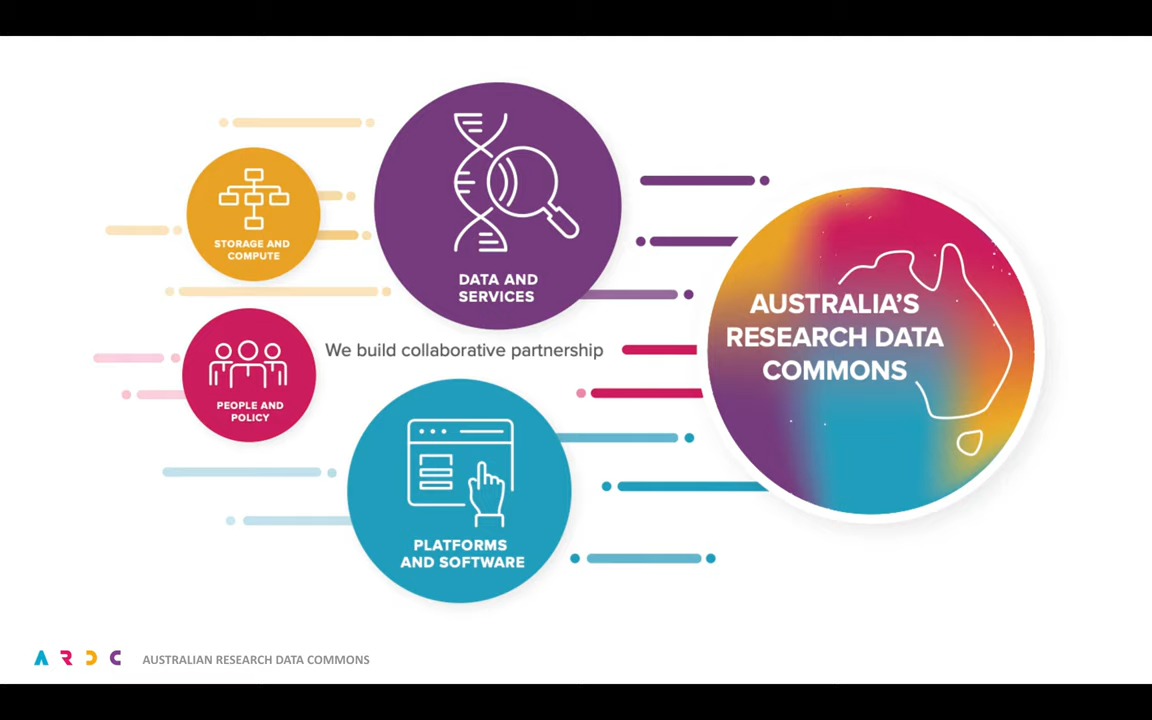 STORAGE AND
COMPUTE
DATA AND
SERVICES
We build collaborative partnership
PEOPLE AND
POLICY
PLATFORMS
AND SOFTWARE
AUSTRALIA'S
RESEARCH DATA
COMMONS
ARDC AUSTRALIAN RESEARCH DATA COMMONS